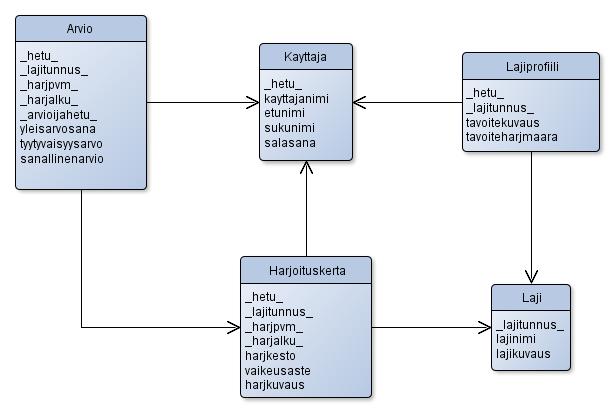 Arvio
_hetu_
_lajitunnus_
_harjpvm_
_harjalku_
_arvioijahetu_
yleisarvosana
tyytyvaisyysarvo
sanallinenarvio
Kayttaja
_hetu_
kayttajanimi
etunimi
sukunimi
salasana
Lajiprofiili
_hetu_
_lajitunnus_
tavoitekuvaus
tavoiteharjmaara
Harjoituskerta
_hetu_
_lajitunnus_
_harjpvm_
_harjalku_
harjkesto
vaikeusaste
harjkuvaus
Laji
_lajitunnus_
lajinimi
lajikuvaus